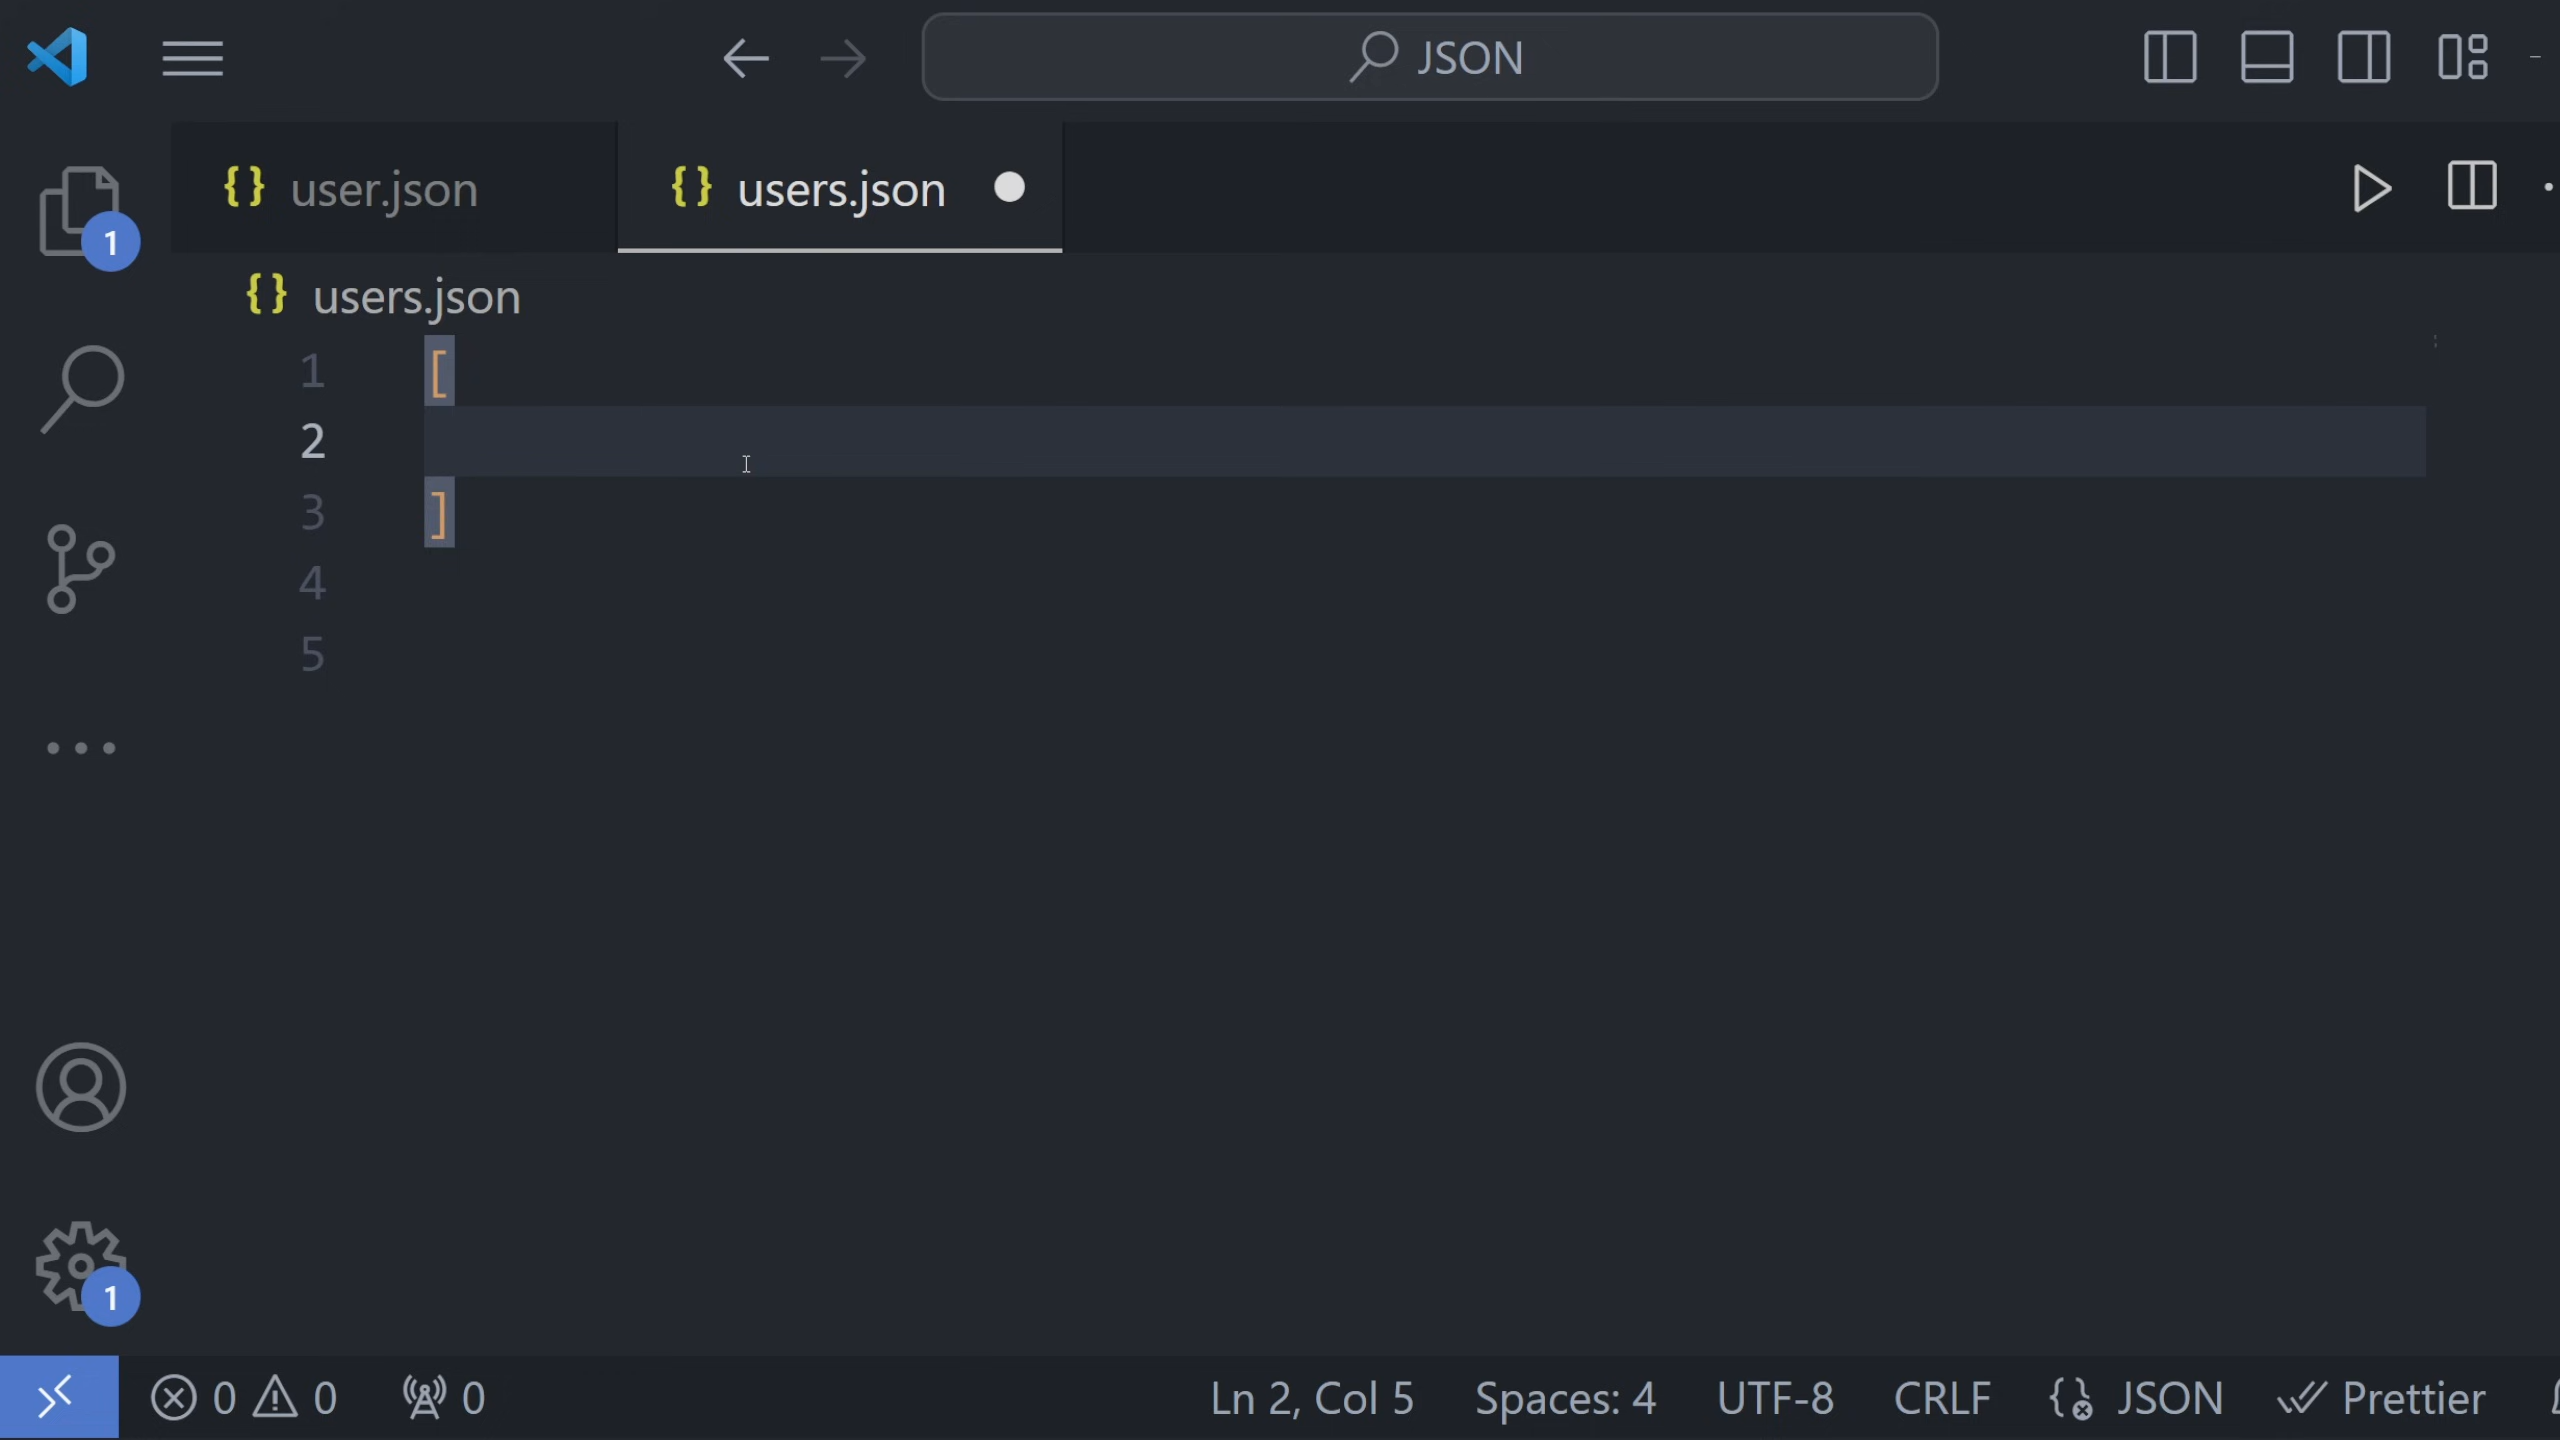 JSON
{} user.json {} users.json
1
{} users.json
1 [
2
3 ]
4
5
1
0 0 0 Ln 2, Col 5 Spaces: 4 UTF-8 CRLF JSON Prettier